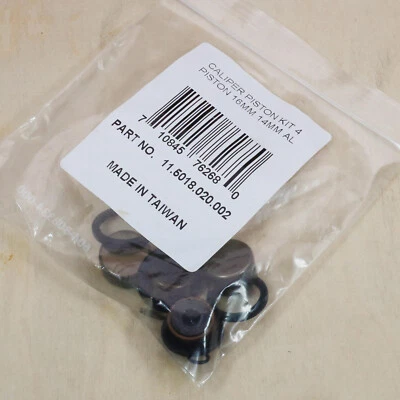 CALIPER PISTON KIT 4
PISTON 16MM 14MM AL
7 10845 76268 0
PART NO. 11.5018.020.002
MADE IN TAIWAN